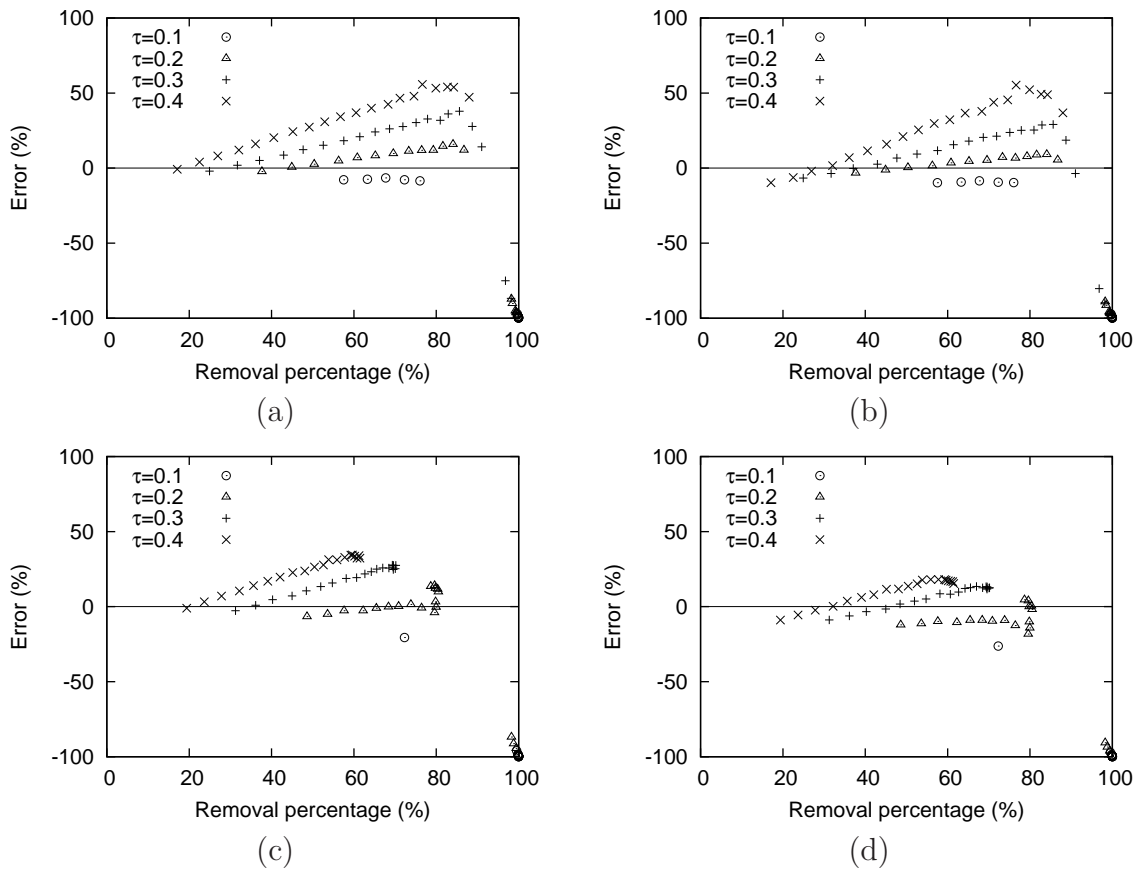 100
50
0
-50
-100
Error (%)
τ=0.1
τ=0.2
τ=0.3
τ=0.4
0 20 40 60 80 100
Removal percentage (%)
(a)
100
50
0
-50
-100
Error (%)
τ=0.1
τ=0.2
τ=0.3
τ=0.4
0 20 40 60 80 100
Removal percentage (%)
(b)
100
50
0
-50
-100
Error (%)
τ=0.1
τ=0.2
τ=0.3
τ=0.4
0 20 40 60 80 100
Removal percentage (%)
(c)
100
50
0
-50
-100
Error (%)
τ=0.1
τ=0.2
τ=0.3
τ=0.4
0 20 40 60 80 100
Removal percentage (%)
(d)